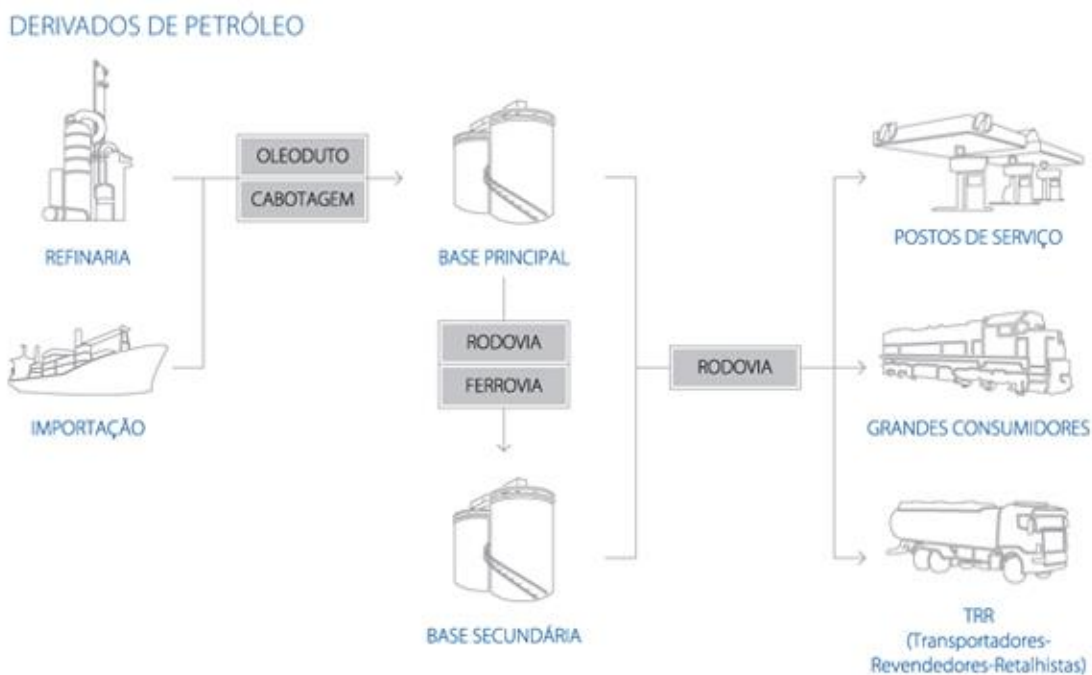 DERIVADOS DE PETRÓLEO
OLEODUTO
CABOTAGEM
REFINARIA
BASE PRINCIPAL
POSTOS DE SERVIÇO
RODOVIA
FERROVIA
RODOVIA
IMPORTAÇÃO
GRANDES CONSUMIDORES
BASE SECUNDÁRIA
TRR
(Transportadores-
Revendedores-Retalhistas)